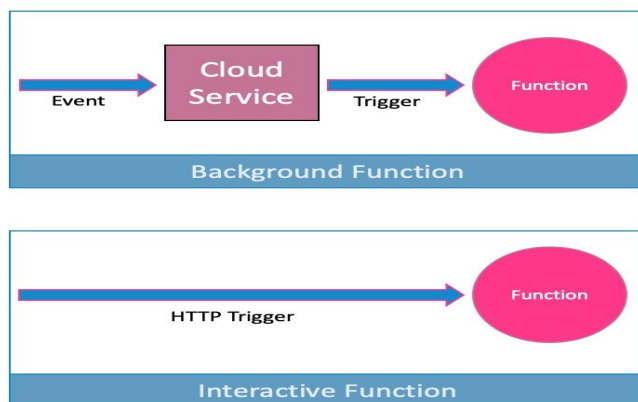 Cloud
Service
Function
Event
Trigger
Background Function
Function
HTTP Trigger
Interactive Function